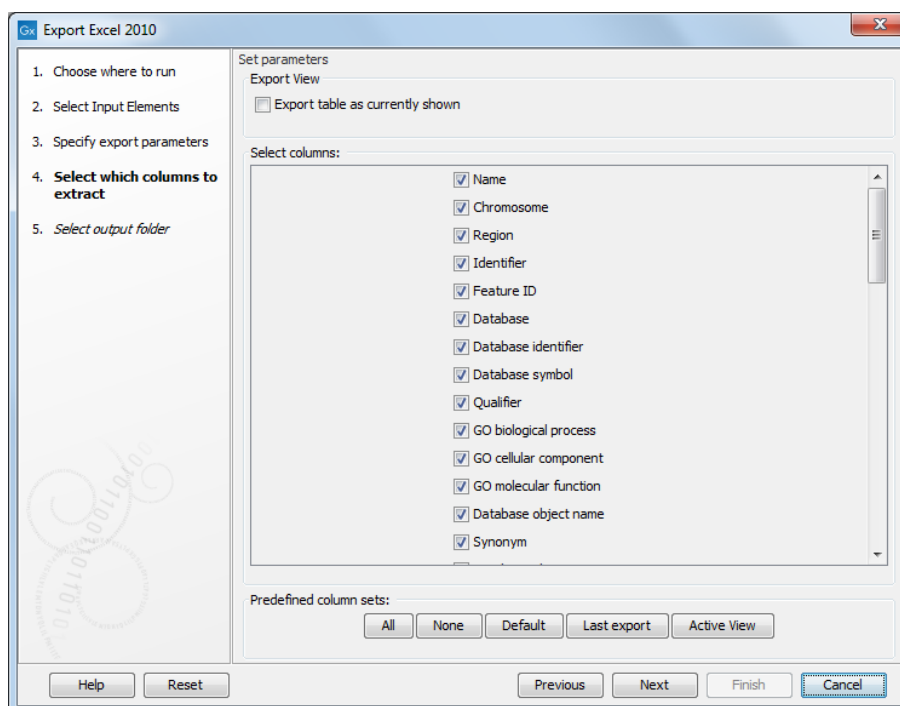 Gx Export Excel 2010
1. Choose where to run
2. Select Input Elements
3. Specify export parameters
4. Select which columns to
extract
5. Select output folder
Set parameters
Export View
Export table as currently shown
Select columns:
Name
Chromosome
Region
Identifier
Feature ID
Database
Database identifier
Database symbol
Qualifier
GO biological process
GO cellular component
GO molecular function
Database object name
Synonym
Predefined column sets:
All None Default Last export Active View
Help Reset Previous Next Finish Cancel